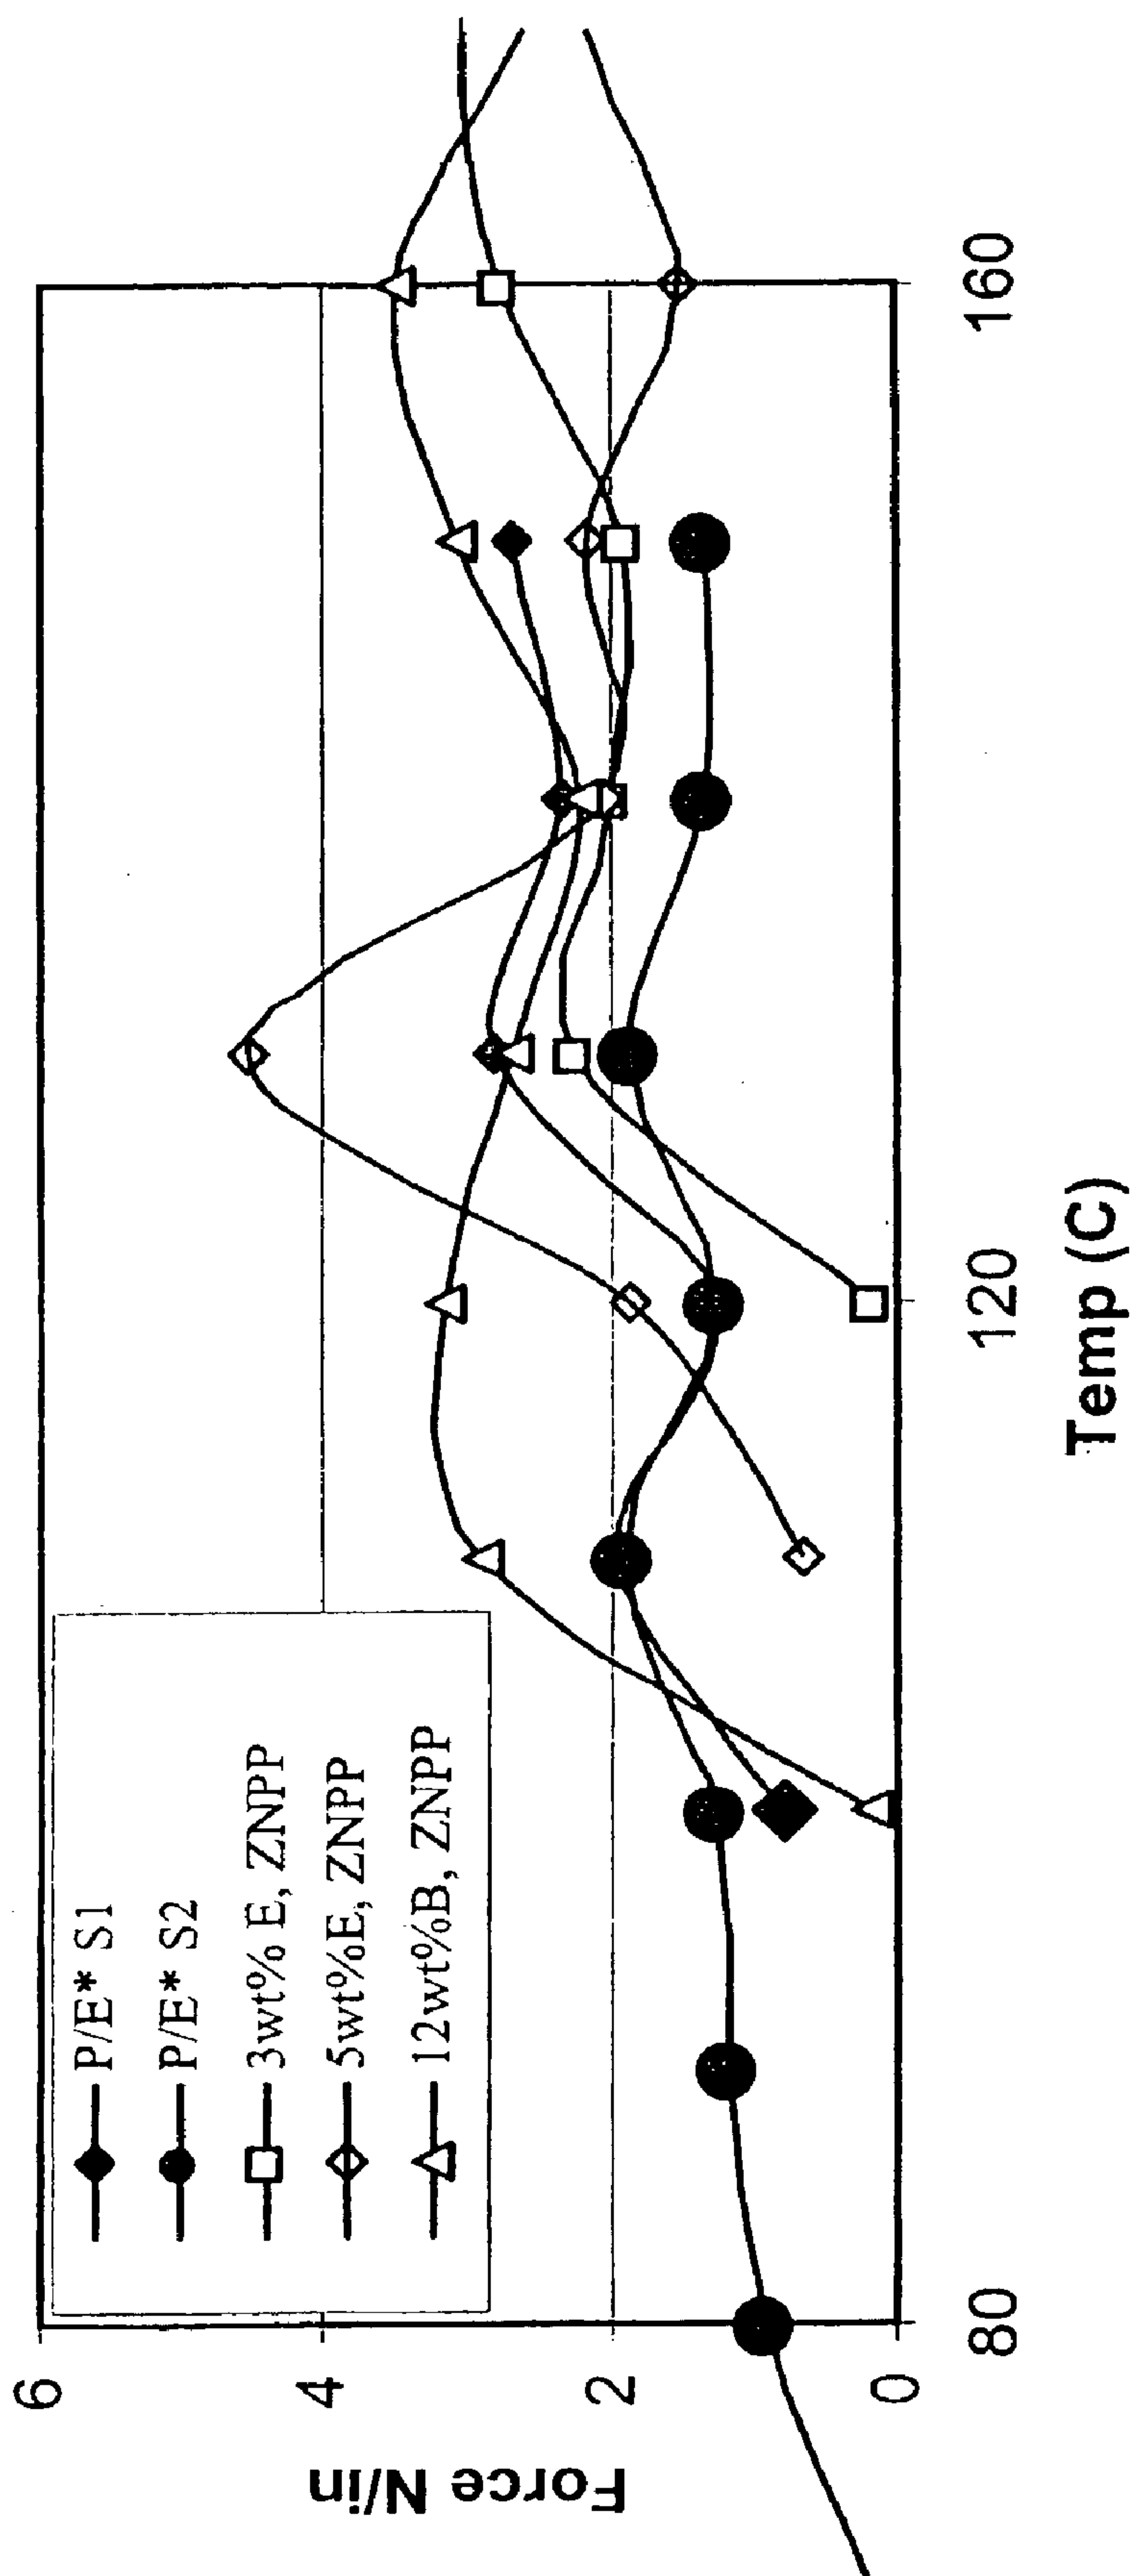 6
4
2
0
Force N/in
P/E* S1
P/E* S2
3wt% E, ZNPP
5wt%E, ZNPP
12wt%B, ZNPP
80
120
160
Temp (C)